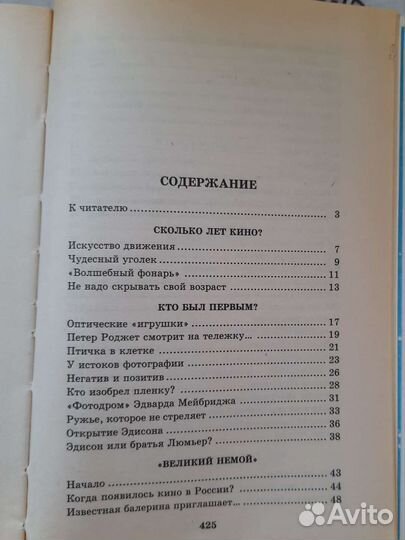 СОДЕРЖАНИЕ
К читателю ........ 3
СКОЛЬКО ЛЕТ КИНО?
Искусство движения ........ 7
Чудесный уголек ........ 9
«Волшебный фонарь» ........ 11
Не надо скрывать свой возраст ........ 13
КТО БЫЛ ПЕРВЫМ?
Оптические «игрушки» ........ 17
Петер Роджет смотрит на тележку... ........ 19
Птичка в клетке ........ 21
У истоков фотографии ........ 23
Негатив и позитив ........ 26
Кто изобрел пленку? ........ 28
«Фотодром» Эдварда Мейбриджа ........ 31
Ружье, которое не стреляет ........ 33
Открытие Эдисона ........ 36
Эдисон или братья Люмьер? ........ 38
«ВЕЛИКИЙ НЕМОЙ»
Начало ........ 43
Когда появилось кино в России? ........ 44
Известная балерина приглашает... ........ 48
425
Avito